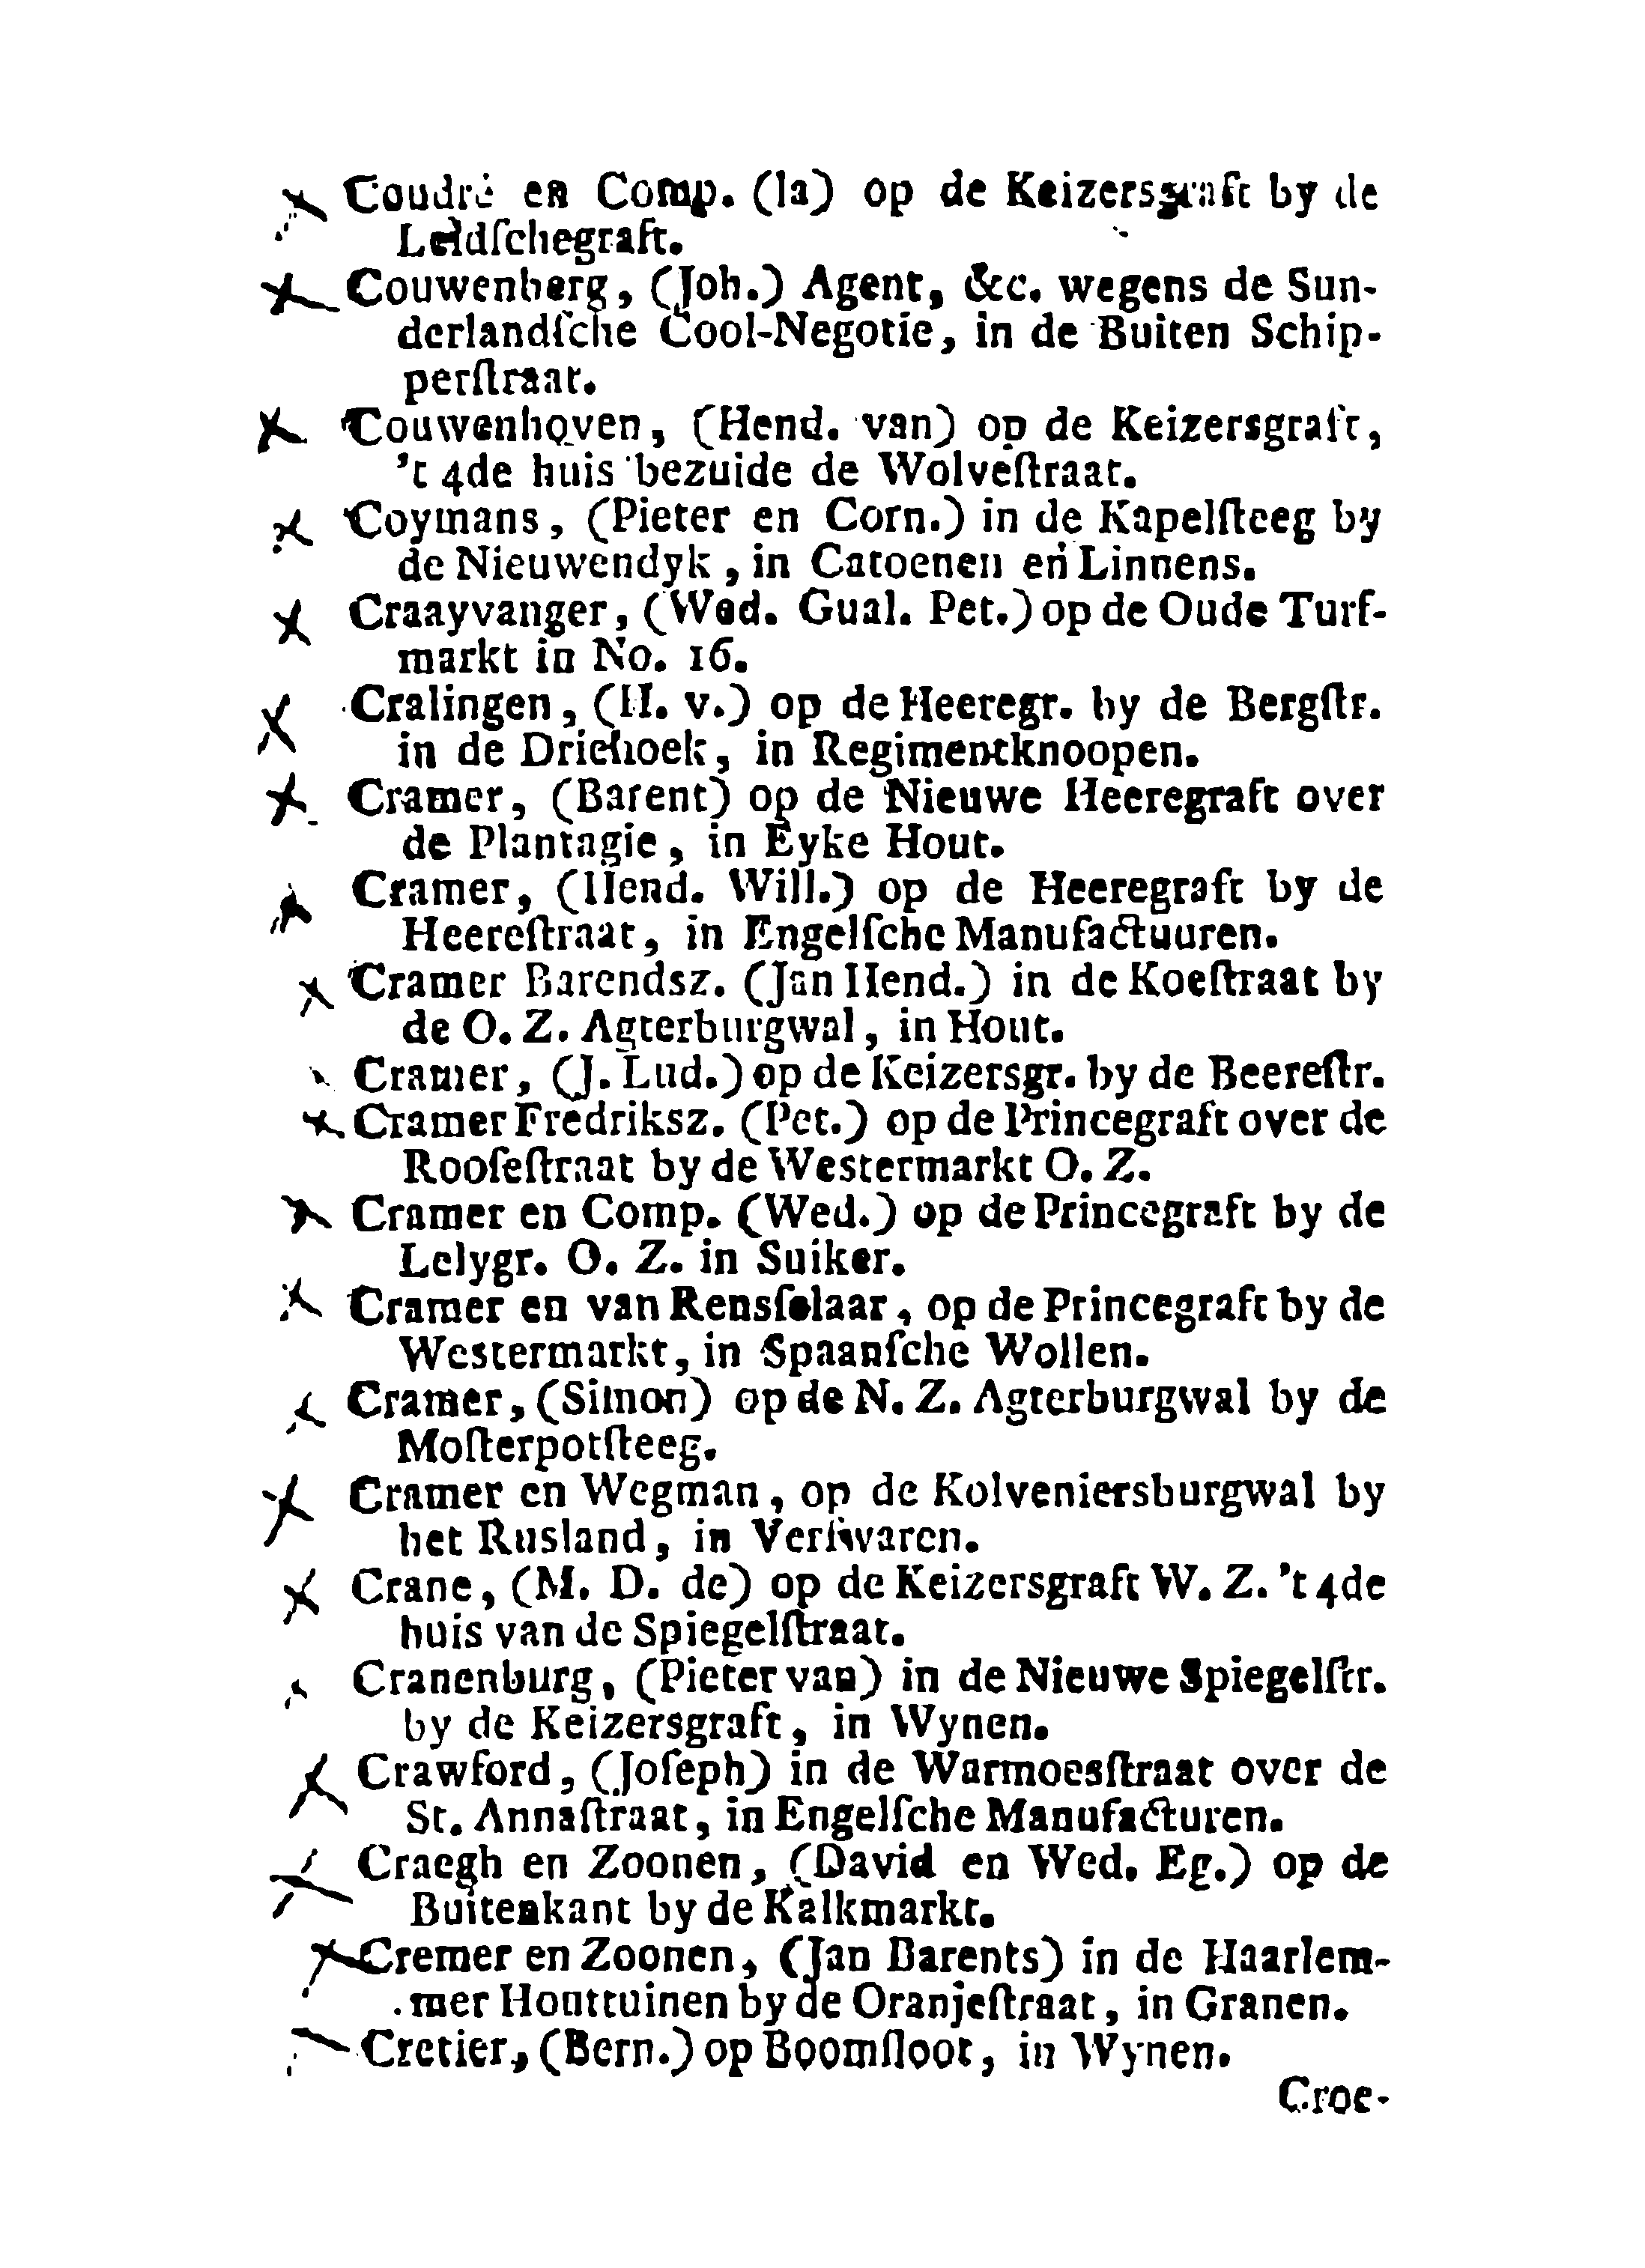 Coudré en Comp. (la) op de Keizersgraft by de
Leidſchegraft.
Couwenberg, (Joh.) Agent, &c. wegens de Sun-
derlandſche Cool-Negotie, in de Buiten Schip-
perſtraat.
Couwenhoven, (Hend. van) op de Keizersgraft,
't 4de huis bezuide de Wolveſtraat.
Coymans, (Pieter en Corn.) in de Kapelſteeg by
de Nieuwendyk, in Catoenen en Linnens.
Craayvanger, (Wed. Gual. Pet.) op de Oude Turf-
markt in No. 16.
Cralingen, (H. v.) op de Heeregr. by de Bergſtr.
in de Driehoek, in Regimentknoopen.
Cramer, (Barent) op de Nieuwe Heeregraft over
de Plantagie, in Eyke Hout.
Cramer, (Hend. Will.) op de Heeregraft by de
Heereſtraat, in Engelſche Manufactuuren.
Cramer Barendsz. (Jan Hend.) in de Koeſtraat by
de O. Z. Agterburgwal, in Hout.
Cramer, (J. Lud.) op de Keizersgr. by de Beereſtr.
Cramer Fredriksz. (Pet.) op de Princegraft over de
Rooſeſtraat by de Westermarkt O. Z.
Cramer en Comp. (Wed.) op de Princegraft by de
Lelygr. O. Z. in Suiker.
Cramer en van Rensſelaar, op de Princegraft by de
Westermarkt, in Spaanſche Wollen.
Cramer, (Simon) op de N. Z. Agterburgwal by de
Moſterpotſteeg.
Cramer en Wegman, op de Kolveniersburgwal by
het Rusland, in Verſwaren.
Crane, (M. D. de) op de Keizersgraft W. Z. 't 4de
huis van de Spiegelſtraat.
Cranenburg, (Pieter van) in de Nieuwe Spiegelſtr.
by de Keizersgraft, in Wynen.
Crawford, (Joſeph) in de Warmoesſtraat over de
St. Annaſtraat, in Engelſche Manufacturen.
Craegh en Zoonen, (David en Wed. Eg.) op de
Buitenkant by de Kalkmarkt.
Cremer en Zoonen, (Jan Barents) in de Haarlem-
mer Houttuinen by de Oranjeſtraat, in Granen.
Cretier, (Bern.) op Boomſloot, in Wynen.
Croe-